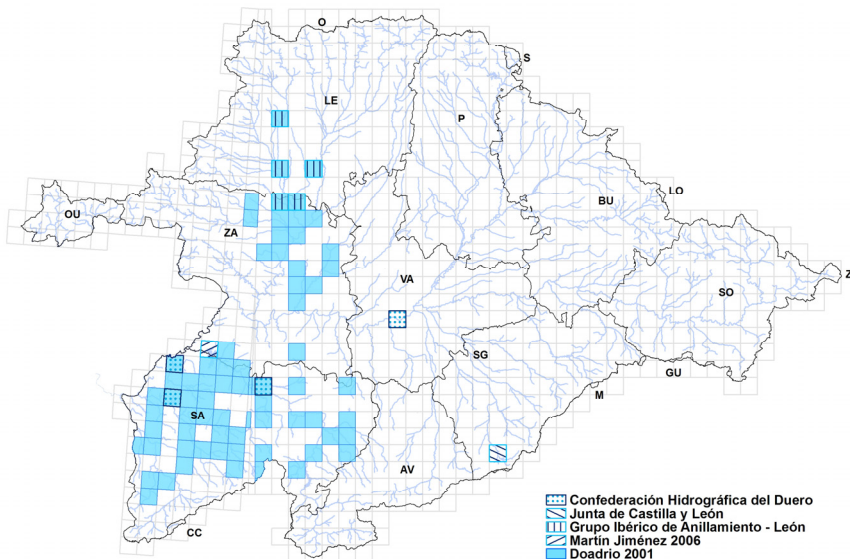 O
S
LE
P
LO
BU
OU
ZA
VA
Z
SO
SG
GU
M
SA
AV
CC
Confederación Hidrográfica del Duero
Junta de Castilla y León
Grupo Ibérico de Anillamiento - León
Martín Jiménez 2006
Doadrio 2001